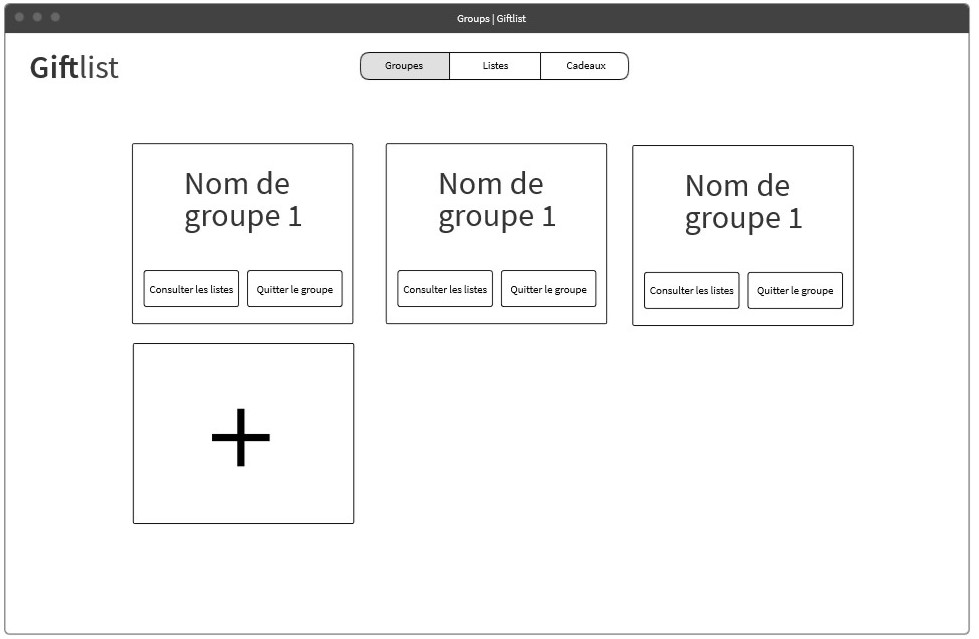 Groups | Giftlist
Giftlist
Groupes
Listes
Cadeaux
Nom de
groupe 1
Consulter les listes
Quitter le groupe
Nom de
groupe 1
Consulter les listes
Quitter le groupe
Nom de
groupe 1
Consulter les listes
Quitter le groupe
+